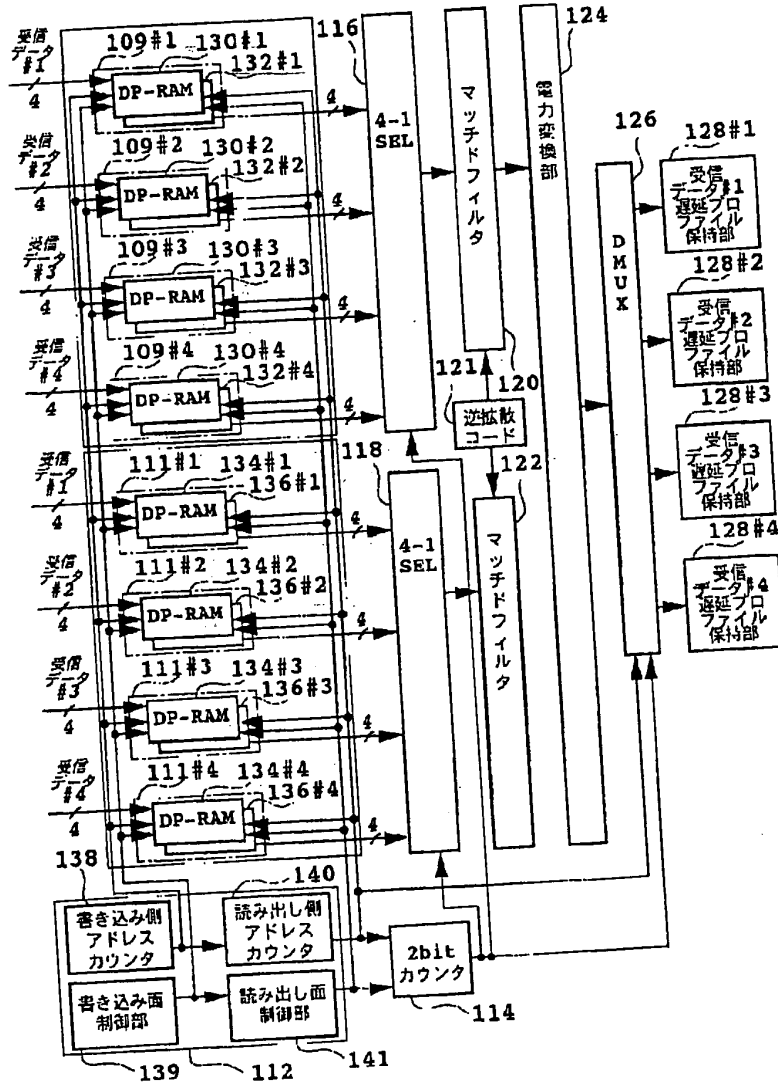 受信
データ
#1
4
109#1
130#1
132#1
DP-RAM
4
受信
データ
#2
4
109#2
130#2
132#2
DP-RAM
4
受信
データ
#3
4
109#3
130#3
132#3
DP-RAM
4
受信
データ
#4
4
109#4
130#4
132#4
DP-RAM
4
116
4-1
SEL
マッチドフィルタ
120
121
逆拡散
コード
電力変換部
124
126
DMUX
128#1
受信
データ#1
遅延プロ
ファイル
保持部
128#2
受信
データ#2
遅延プロ
ファイル
保持部
128#3
受信
データ#3
遅延プロ
ファイル
保持部
128#4
受信
データ#4
遅延プロ
ファイル
保持部
受信
データ
#1
4
111#1
134#1
136#1
DP-RAM
4
受信
データ
#2
4
111#2
134#2
136#2
DP-RAM
4
受信
データ
#3
4
111#3
134#3
136#3
DP-RAM
4
受信
データ
#4
4
111#4
134#4
136#4
DP-RAM
4
118
4-1
SEL
122
マッチドフィルタ
138
書き込み側
アドレス
カウンタ
140
読み出し側
アドレス
カウンタ
書き込み面
制御部
139
読み出し面
制御部
141
112
2bit
カウンタ
114